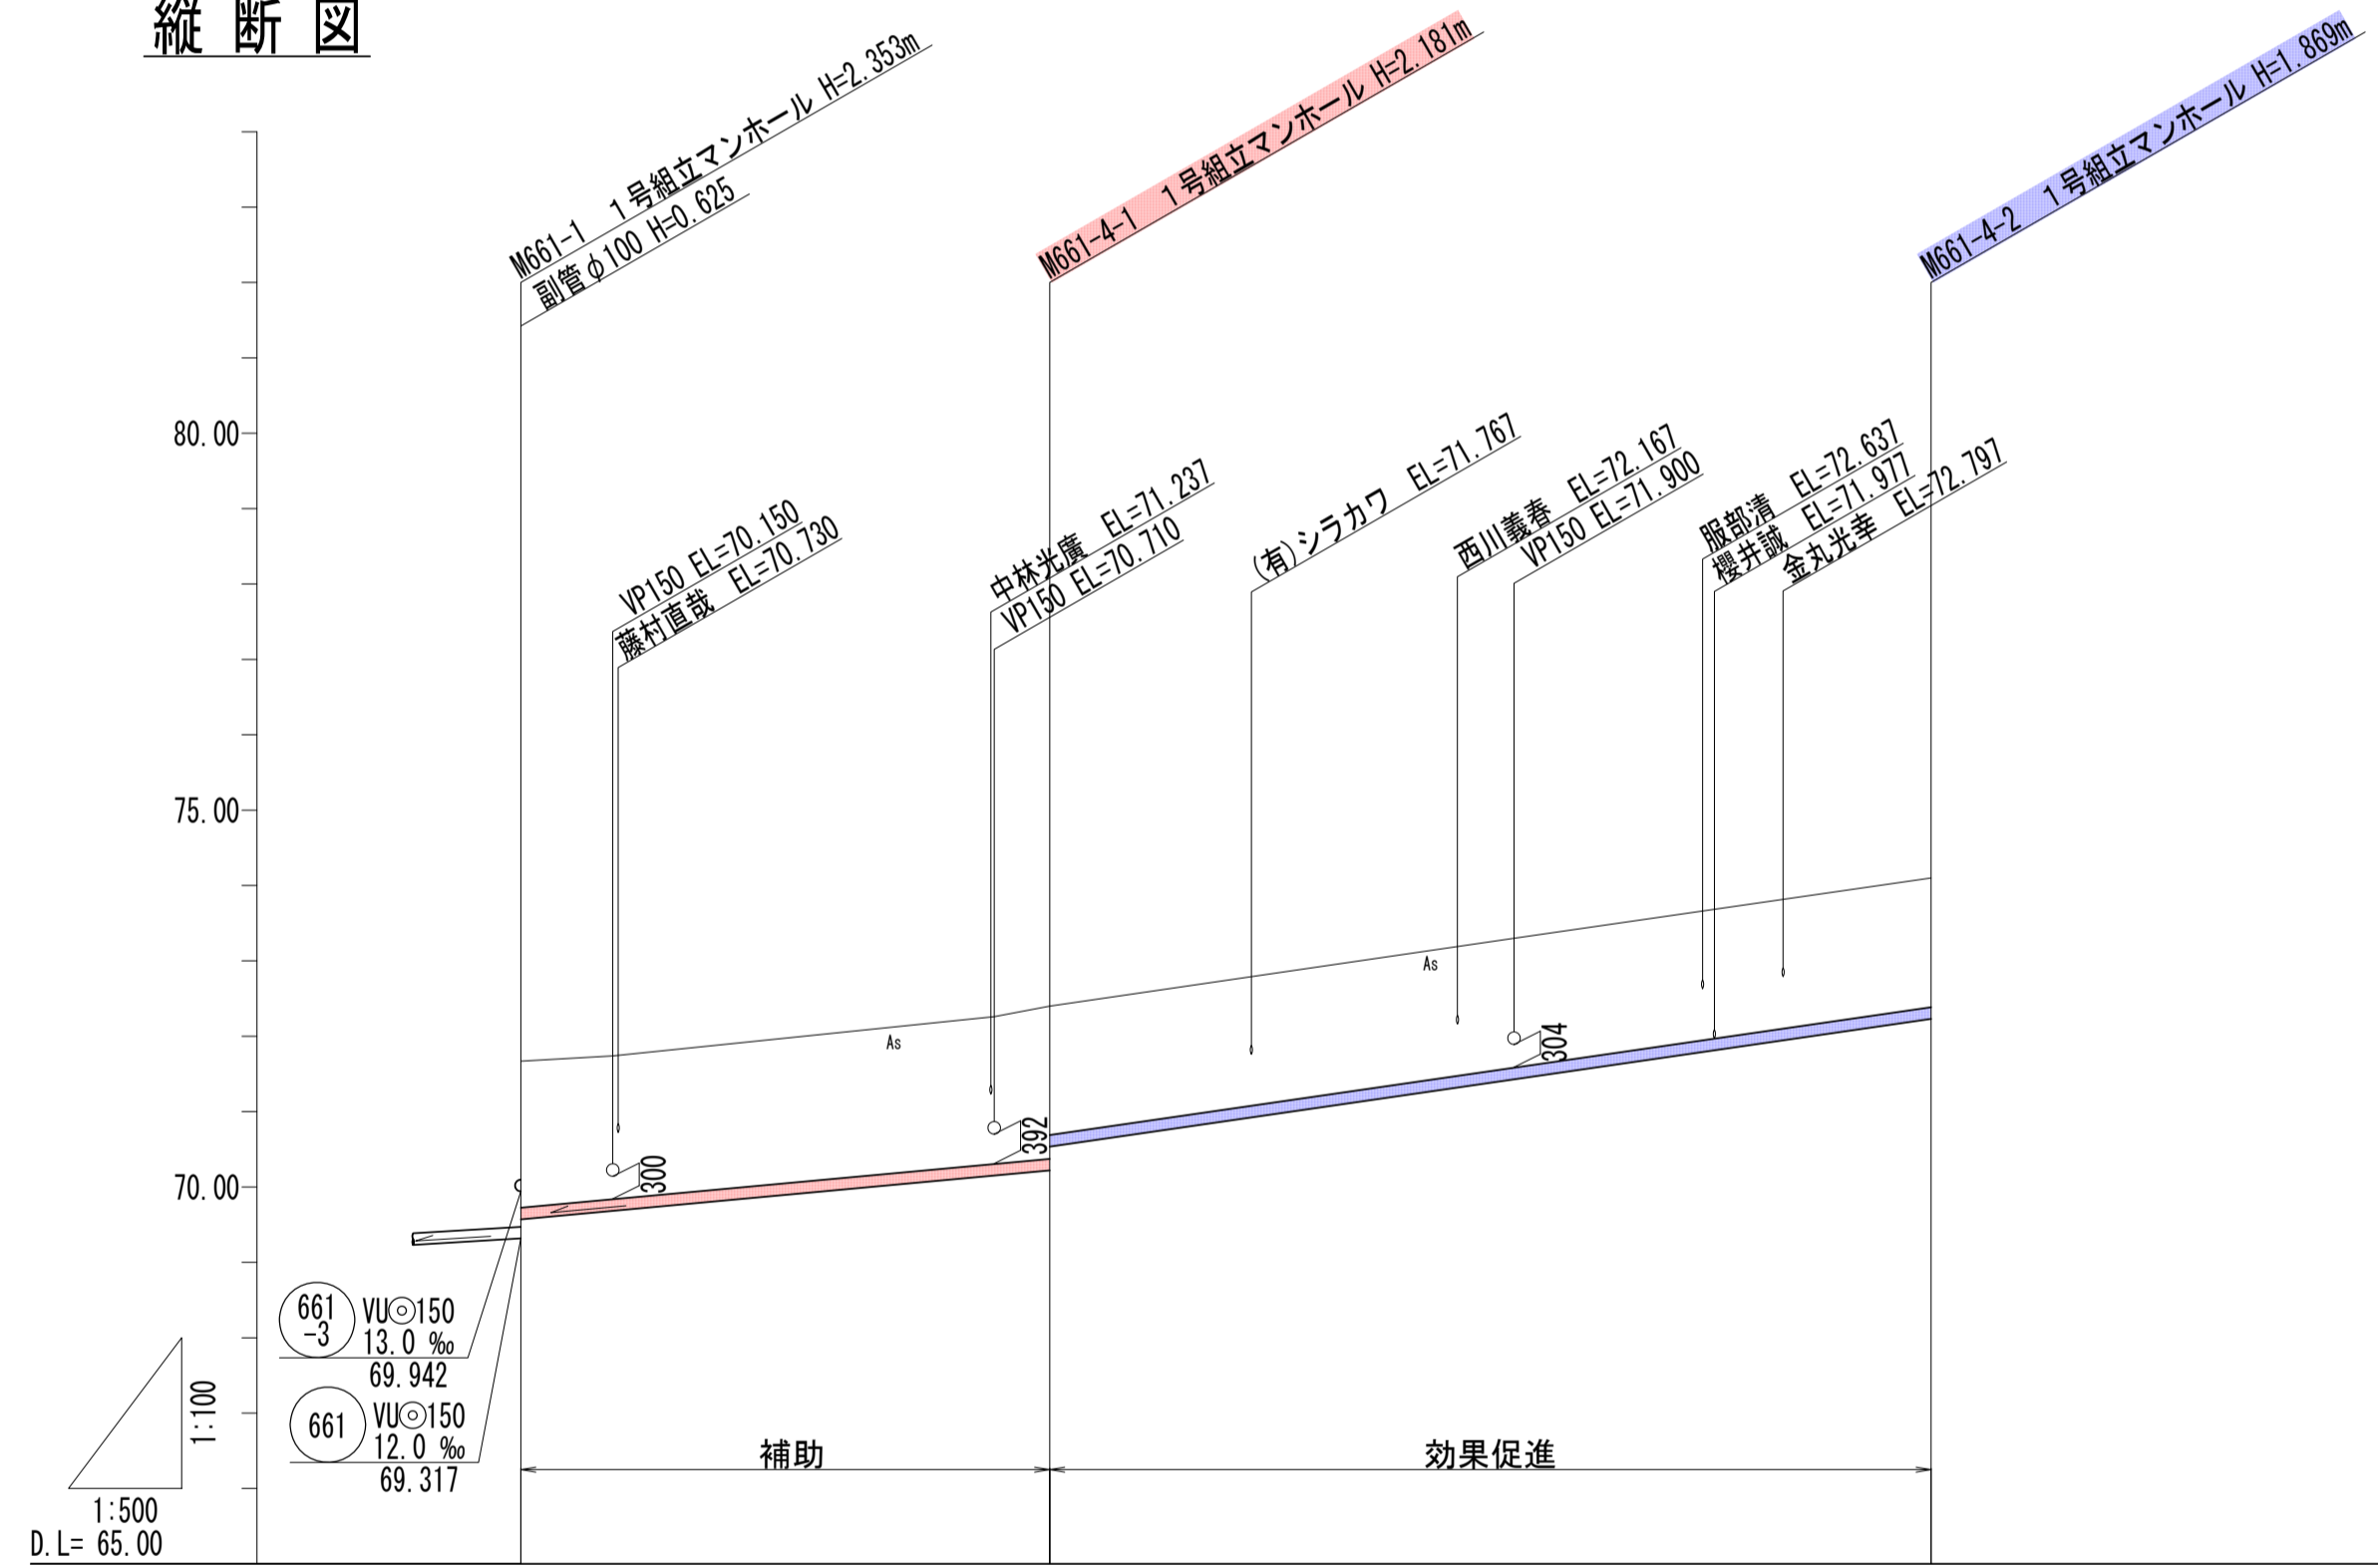 縦断図
M661-1　1号組立マンホール H=2.353m
副管φ100 H=0.625
M661-4-1　1号組立マンホール H=2.181m
M661-4-2　1号組立マンホール H=1.869m
80.00
VP150 EL=70.150
藤村直哉　EL=70.730
中林光廣　EL=71.237
VP150 EL=70.710
(有)シラカワ　EL=71.767
西川義春　EL=72.167
VP150 EL=71.900
服部清　EL=72.637
櫻井誠　EL=71.977
金丸光幸　EL=72.797
75.00
As
As
304
392
300
70.00
661
-3
VU◎150
13.0 ‰
69.942
661
VU◎150
12.0 ‰
69.317
1:100
1:500
補助
効果促進
D.L= 65.00